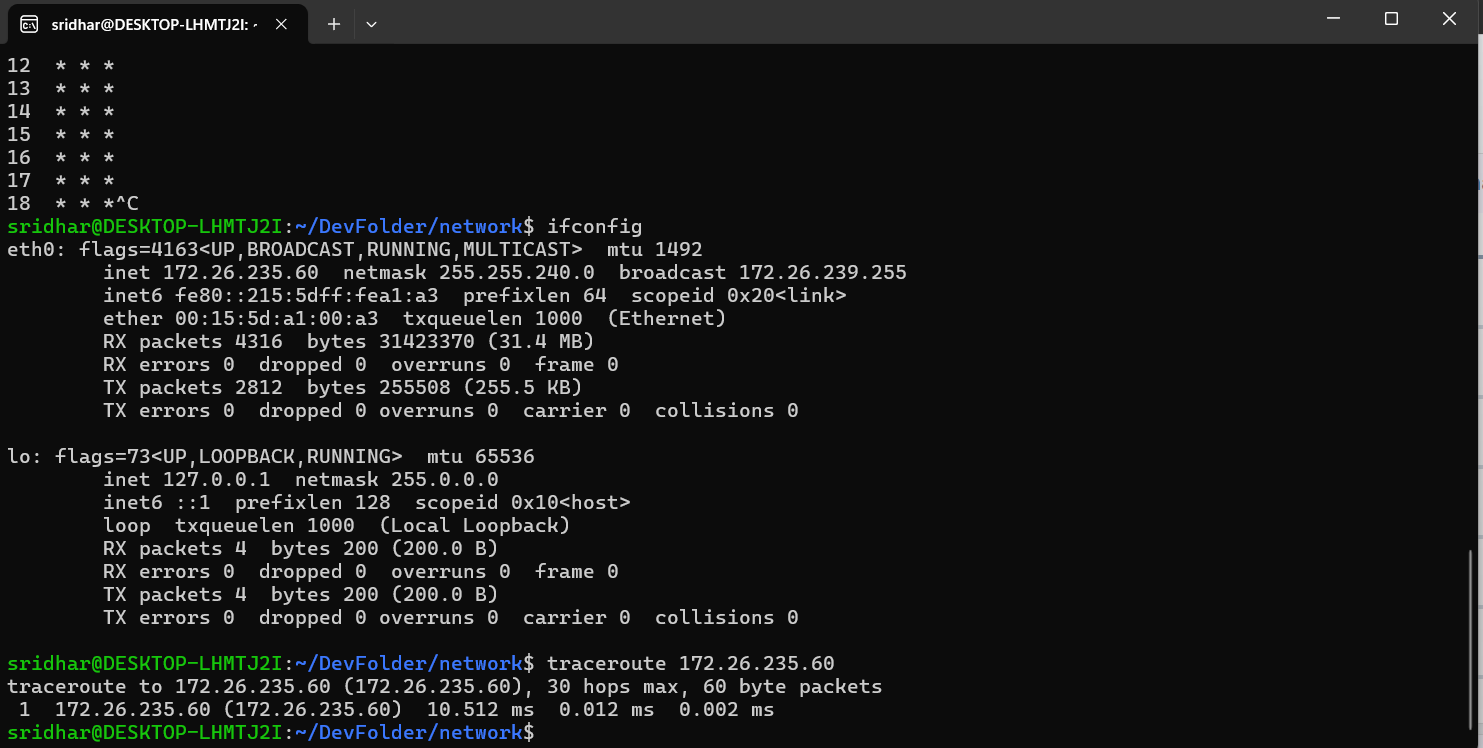 sridhar@DESKTOP-LHMTJ2I: ~
12  * * *
13  * * *
14  * * *
15  * * *
16  * * *
17  * * *
18  * * *^C
sridhar@DESKTOP-LHMTJ2I:~/DevFolder/network$ ifconfig
eth0: flags=4163<UP,BROADCAST,RUNNING,MULTICAST>  mtu 1492
        inet 172.26.235.60  netmask 255.255.240.0  broadcast 172.26.239.255
        inet6 fe80::215:5dff:fea1:a3  prefixlen 64  scopeid 0x20<link>
        ether 00:15:5d:a1:00:a3  txqueuelen 1000  (Ethernet)
        RX packets 4316  bytes 31423370 (31.4 MB)
        RX errors 0  dropped 0  overruns 0  frame 0
        TX packets 2812  bytes 255508 (255.5 KB)
        TX errors 0  dropped 0 overruns 0  carrier 0  collisions 0

lo: flags=73<UP,LOOPBACK,RUNNING>  mtu 65536
        inet 127.0.0.1  netmask 255.0.0.0
        inet6 ::1  prefixlen 128  scopeid 0x10<host>
        loop  txqueuelen 1000  (Local Loopback)
        RX packets 4  bytes 200 (200.0 B)
        RX errors 0  dropped 0  overruns 0  frame 0
        TX packets 4  bytes 200 (200.0 B)
        TX errors 0  dropped 0 overruns 0  carrier 0  collisions 0

sridhar@DESKTOP-LHMTJ2I:~/DevFolder/network$ traceroute 172.26.235.60
traceroute to 172.26.235.60 (172.26.235.60), 30 hops max, 60 byte packets
 1  172.26.235.60 (172.26.235.60)  10.512 ms  0.012 ms  0.002 ms
sridhar@DESKTOP-LHMTJ2I:~/DevFolder/network$